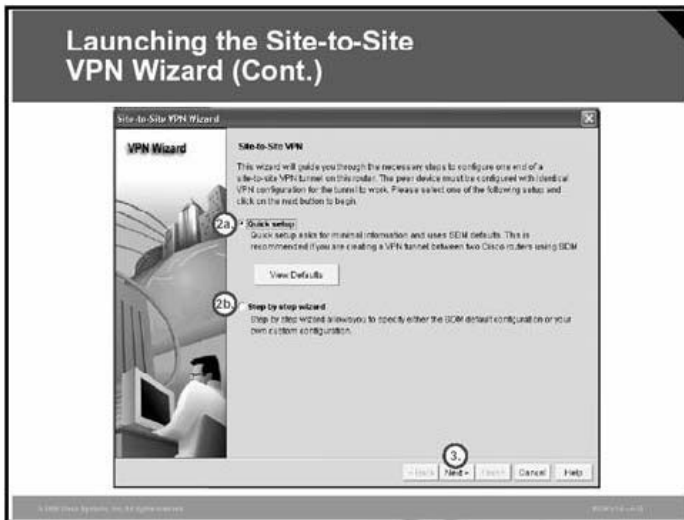 Launching the Site-to-Site
VPN Wizard (Cont.)
Site-to-Site VPN Wizard
VPN Wizard
Site-to-Site VPN
This wizard will guide you through the necessary steps to configure one end of a
site-to-site VPN tunnel on this router. The peer device must be configured with identical
VPN configuration for the tunnel to work. Please select one of the following setup and
click on the next button to begin.
2a.
Quick setup
Quick setup asks for minimal information and uses SDM defaults. This is
recommended if you are creating a VPN tunnel between two Cisco routers using SDM
View Defaults
2b.
Step by step wizard
Step by step wizard allows you to specify either the SDM default configuration or your
own custom configuration.
3.
< Back Next > Cancel Help
Cisco Systems, Inc. All rights reserved.